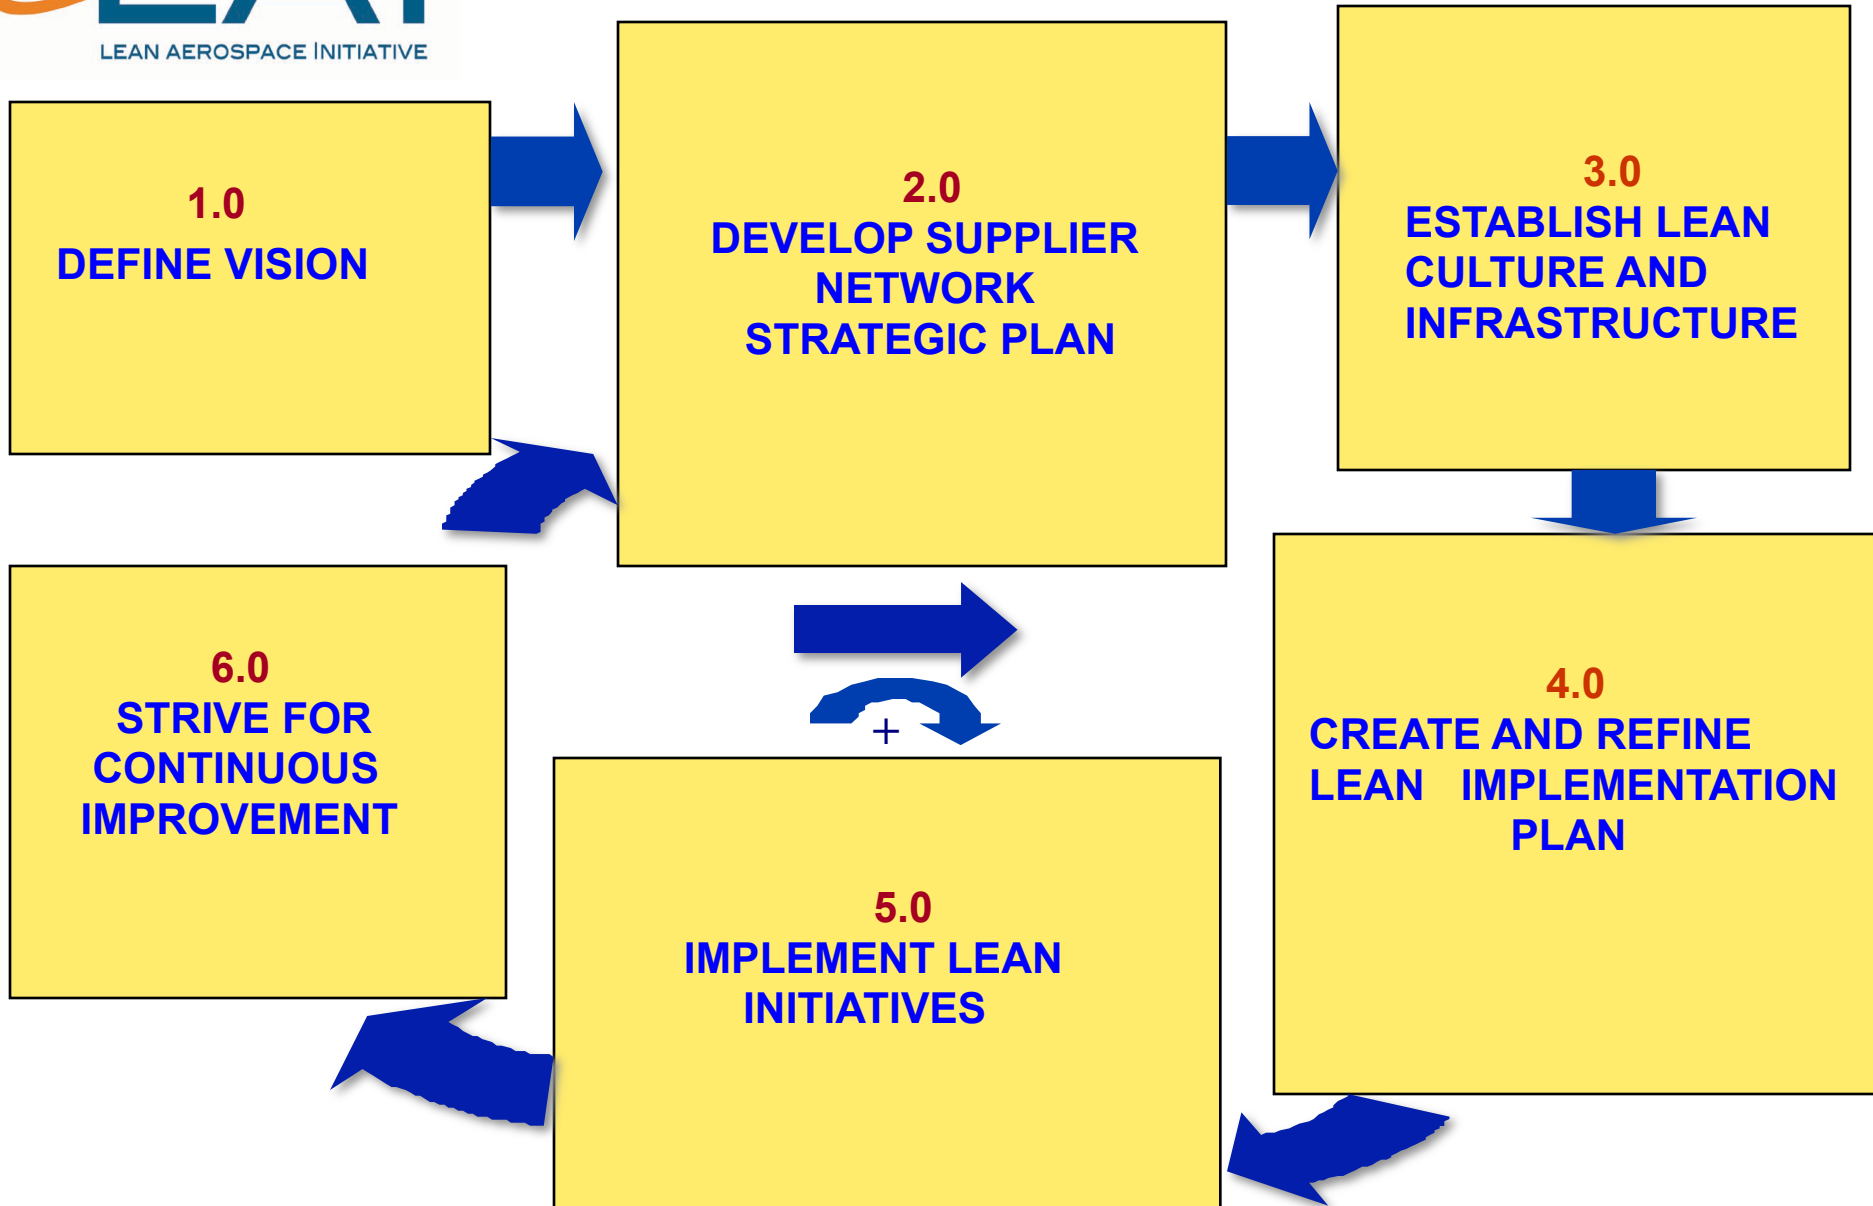 LEAN AEROSPACE INITIATIVE
1.0
DEFINE VISION
2.0
DEVELOP SUPPLIER
NETWORK
STRATEGIC PLAN
3.0
ESTABLISH LEAN
CULTURE AND
INFRASTRUCTURE
4.0
CREATE AND REFINE
LEAN IMPLEMENTATION
PLAN
+
5.0
IMPLEMENT LEAN
INITIATIVES
6.0
STRIVE FOR
CONTINUOUS
IMPROVEMENT